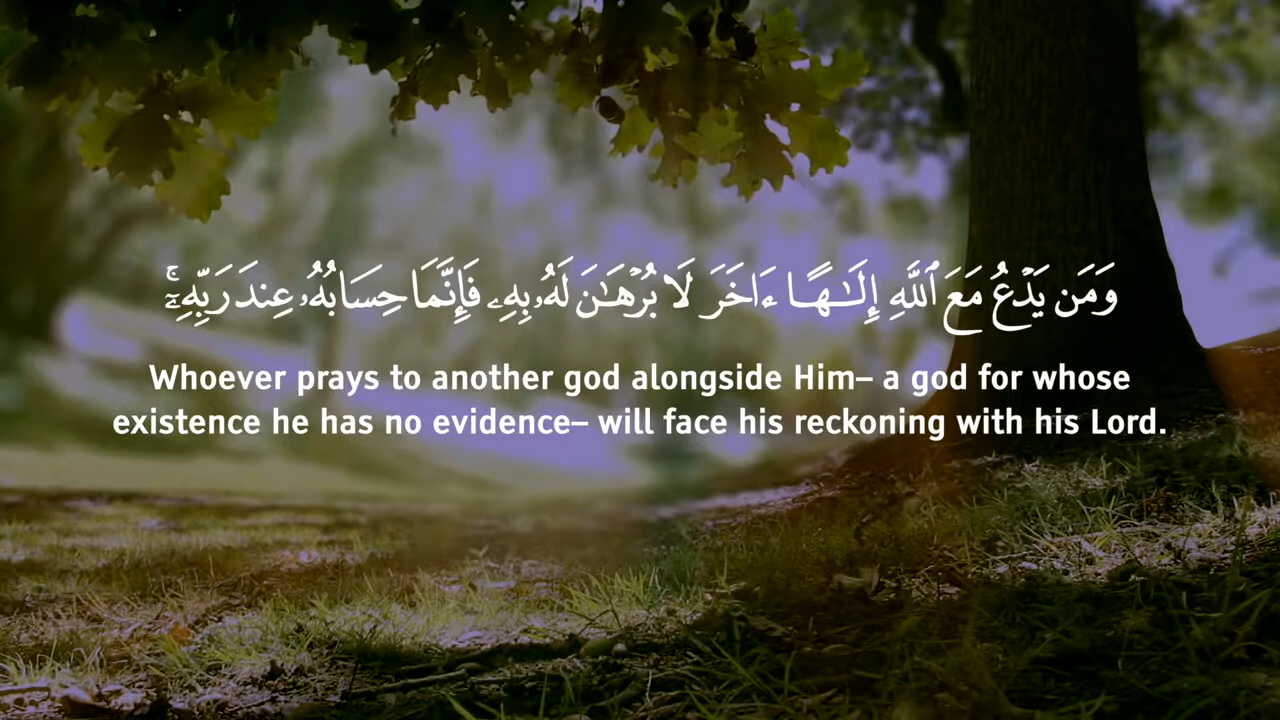 وَمَن يَدۡعُ مَعَ ٱللَّهِ إِلَٰهًا ءَاخَرَ لَا بُرۡهَٰنَ لَهُۥ بِهِۦ فَإِنَّمَا حِسَابُهُۥ عِندَ رَبِّهِۦٓۚ
Whoever prays to another god alongside Him– a god for whose
existence he has no evidence– will face his reckoning with his Lord.